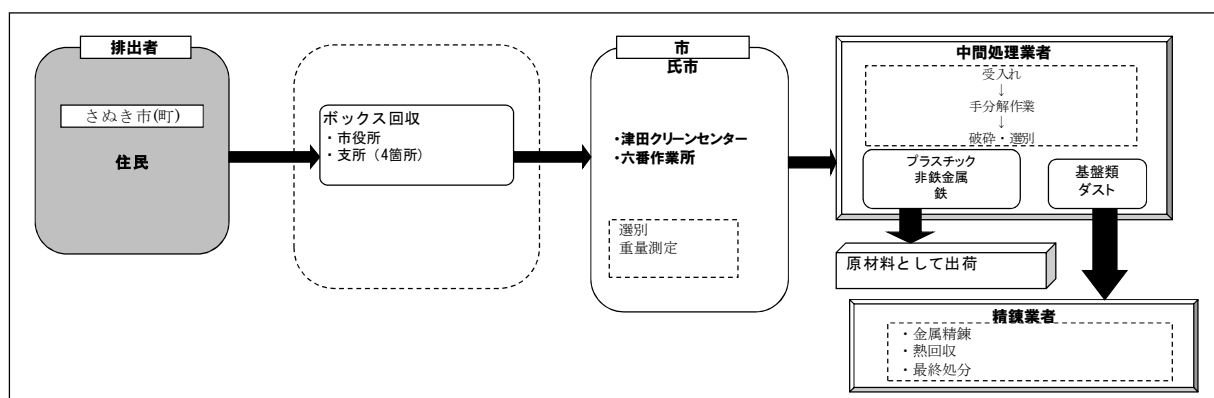 排出者
さぬき市(町)
住民
ボックス回収
・市役所
・支所（4箇所）
市
氏市
・津田クリーンセンター
・六番作業所
選別
重量測定
中間処理業者
受入れ
↓
手分解作業
↓
破砕・選別
プラスチック
非鉄金属
鉄
基盤類
ダスト
原材料として出荷
精錬業者
・金属精錬
・熱回収
・最終処分